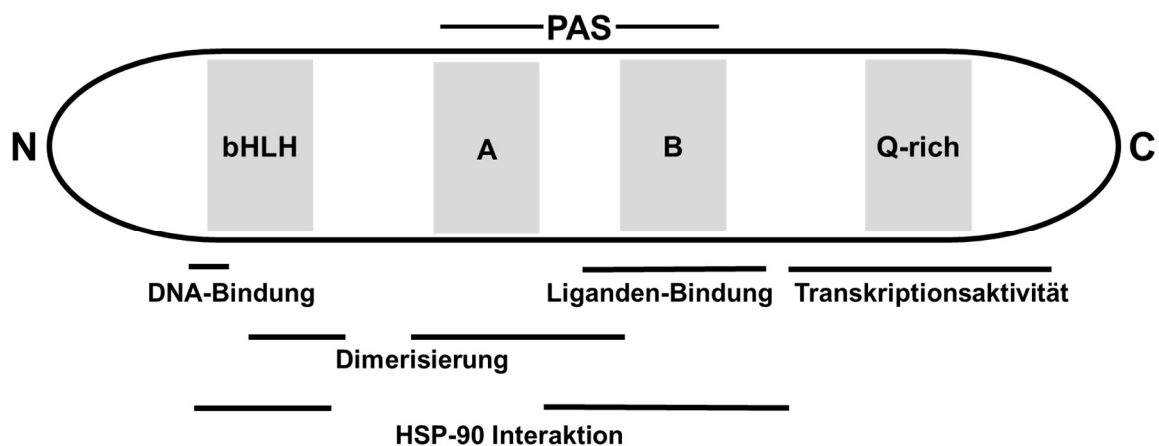 PAS
N bHLH A B Q-rich C
DNA-Bindung Liganden-Bindung Transkriptionsaktivität
Dimerisierung
HSP-90 Interaktion